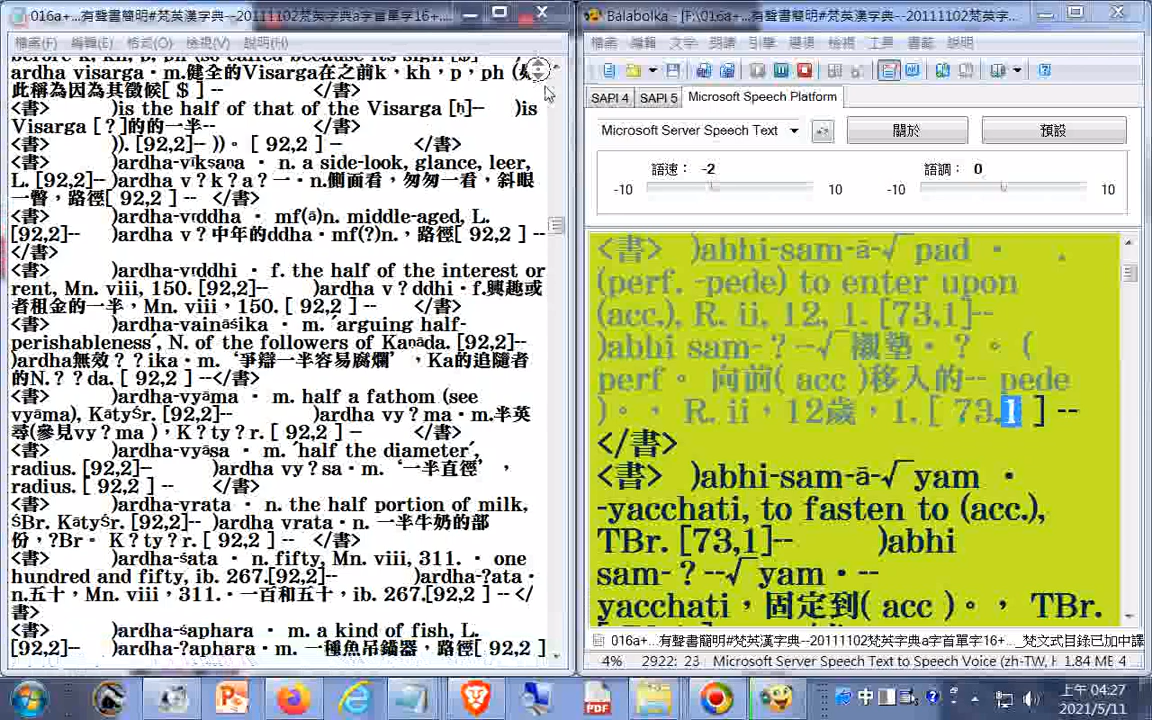 016a+...有聲書簡明#梵英漢字典--20111102梵英字典a字首單字16+...
檔案(F) 編輯(E) 格式(O) 檢視(V) 說明(H)
ardha visarga・m.健全的Visarga在之前k，kh，p，ph (如
此稱為因為其徵候[ $ ] -- </書>
<書> )is the half of that of the Visarga [ḥ]-- )is
Visarga [ ? ]的的一半-- </書>
<書> )). [92,2]-- ))。[ 92,2 ] -- </書>
<書> )ardha-vīkṣaṇa · n. a side-look, glance, leer,
L. [92,2]-- )ardha v ? k ? a ? 一・n.側面看，匆匆一看，斜眼
一瞥，路徑[ 92,2 ] -- </書>
<書> )ardha-vṛddha · mf(ā)n. middle-aged, L.
[92,2]-- )ardha v ? 中年的ddha・mf(?)n.，路徑[ 92,2 ] --
</書>
<書> )ardha-vṛddhi · f. the half of the interest or
rent, Mn. viii, 150. [92,2]-- )ardha v ? ddhi・f.興趣或
者租金的一半，Mn. viii，150. [ 92,2 ] -- </書>
<書> )ardha-vaināśika · m. 'arguing half-
perishableness', N. of the followers of Kaṇāda. [92,2]--
)ardha無效 ? ? ika・m.‘爭辯一半容易腐爛’，Ka的追隨者
的N. ? ? da. [ 92,2 ] --</書>
<書> )ardha-vyāma · m. half a fathom (see
vyāma), KātyŚr. [92,2]-- )ardha vy ? ma・m.半英
尋(參見vy ? ma )，K ? ty ? r. [ 92,2 ] -- </書>
<書> )ardha-vyāsa · m. 'half the diameter',
radius. [92,2]-- )ardha vy ? sa・m.‘一半直徑’，
radius. [ 92,2 ] -- </書>
<書> )ardha-vrata · n. the half portion of milk,
ŚBr. KātyŚr. [92,2]-- )ardha vrata・n. 一半牛奶的部
份，?Br。K ? ty ? r. [ 92,2 ] -- </書>
<書> )ardha-śata · n. fifty, Mn. viii, 311. · one
hundred and fifty, ib. 267.[92,2]-- )ardha-?ata・
n.五十，Mn. viii，311.・一百和五十，ib. 267.[92,2 ] -- </
書>
<書> )ardha-śaphara · m. a kind of fish, L.
[92,2]-- )ardha-?aphara・m. 一種魚吊錨器，路徑[ 92,2 ]
Balabolka - [F:\016a+...有聲書簡明#梵英漢字典--20111102梵英字...
檔案 編輯 文字 朗讀 引擎 選項 檢視 工具 書籤 說明
SAPI 4 SAPI 5 Microsoft Speech Platform
Microsoft Server Speech Text 關於 預設
語速： -2 語調： 0
-10 10 -10 10
<書> )abhi-sam-ā-√ pad ·
(perf. -pede) to enter upon
(acc.), R. ii, 12, 1. [73,1]--
)abhi sam- ? --√ 襯墊・？。(
perf。 向前( acc )移入的-- pede
)。，R. ii，12歲，1. [ 73,1 ] --
</書>
<書> )abhi-sam-ā-√ yam ·
-yacchati, to fasten to (acc.),
TBr. [73,1]-- )abhi
sam- ? --√ yam・--
yacchati，固定到( acc )。， TBr.
016a+...有聲書簡明#梵英漢字典--20111102梵英字典a字首單字16+..._梵文式目錄已加中譯
4% 2922: 23 Microsoft Server Speech Text to Speech Voice (zh-TW, H 1.84 MB 4
中
上午 04:27
2021/5/11